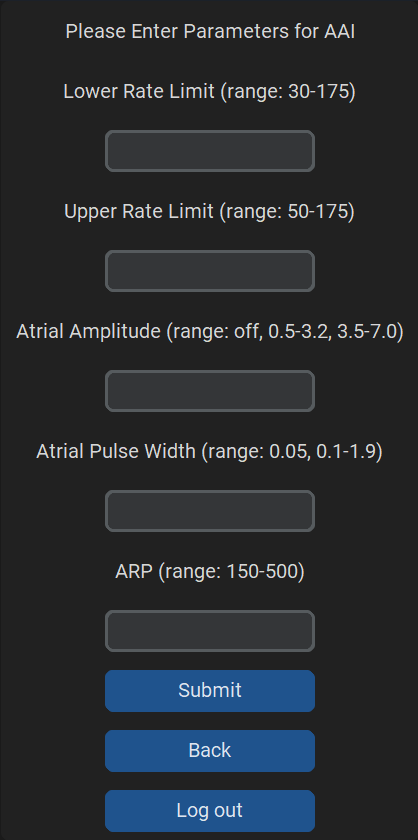 Please Enter Parameters for AAI
Lower Rate Limit (range: 30-175)
Upper Rate Limit (range: 50-175)
Atrial Amplitude (range: off, 0.5-3.2, 3.5-7.0)
Atrial Pulse Width (range: 0.05, 0.1-1.9)
ARP (range: 150-500)
Submit
Back
Log out